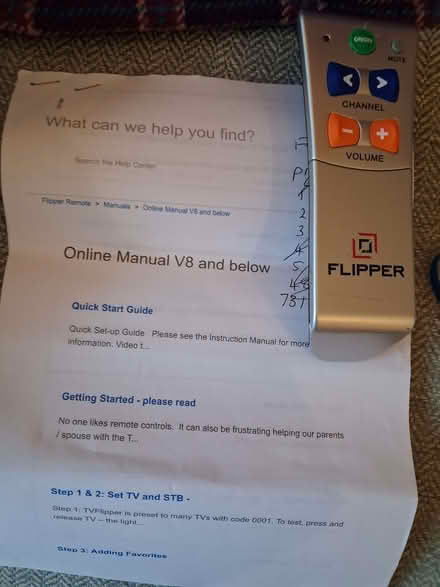 ON/OFF
MUTE
CHANNEL
VOLUME
FLIPPER
What can we help you find?
Search the Help Center
Flipper Remote > Manuals > Online Manual V8 and below
1
2
3
4
5
Online Manual V8 and below
Quick Start Guide
Quick Set-up Guide Please see the Instruction Manual for more
information. Video t...
Getting Started - please read
No one likes remote controls. It can also be frustrating helping our parents
/ spouse with the T...
Step 1 & 2: Set TV and STB -
Step 1: TVFlipper is preset to many TVs with code 0001. To test, press and
release TV – the light...
Step 3: Adding Favorites